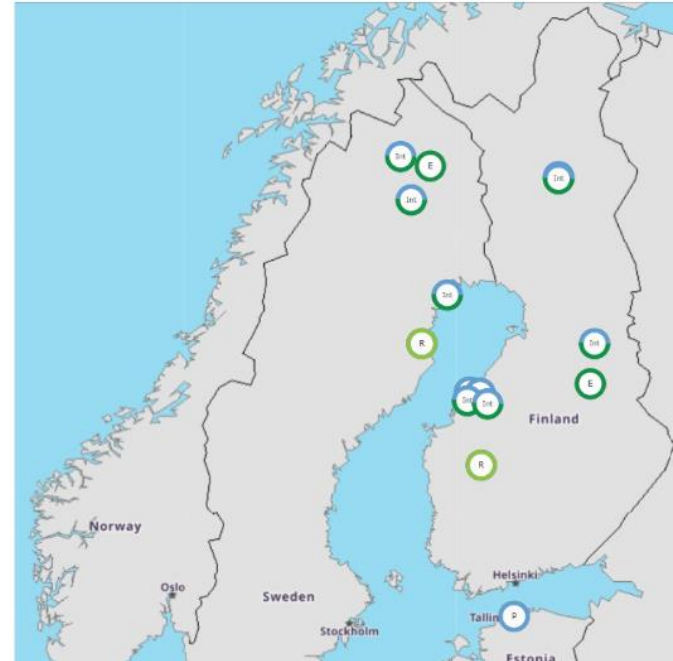 Int
E
Int
Int
Int
R
Int
E
Int
Int
Finland
R
Norway
Helsinki
Oslo
Sweden
Tallin
P
Stockholm
Estonia